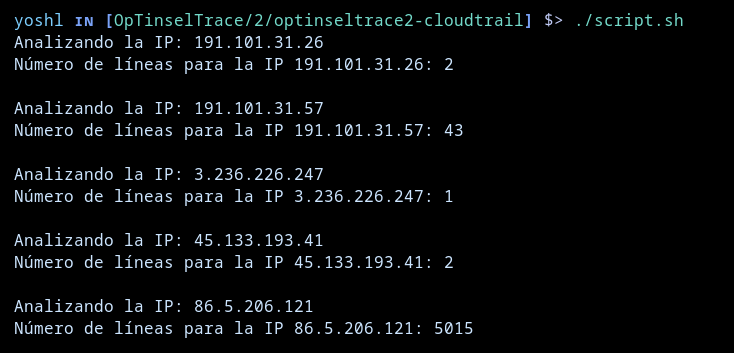 yoshl IN [OpTinselTrace/2/optinseltrace2-cloudtrail] $> ./script.sh
Analizando la IP: 191.101.31.26
Número de líneas para la IP 191.101.31.26: 2
Analizando la IP: 191.101.31.57
Número de líneas para la IP 191.101.31.57: 43
Analizando la IP: 3.236.226.247
Número de líneas para la IP 3.236.226.247: 1
Analizando la IP: 45.133.193.41
Número de líneas para la IP 45.133.193.41: 2
Analizando la IP: 86.5.206.121
Número de líneas para la IP 86.5.206.121: 5015